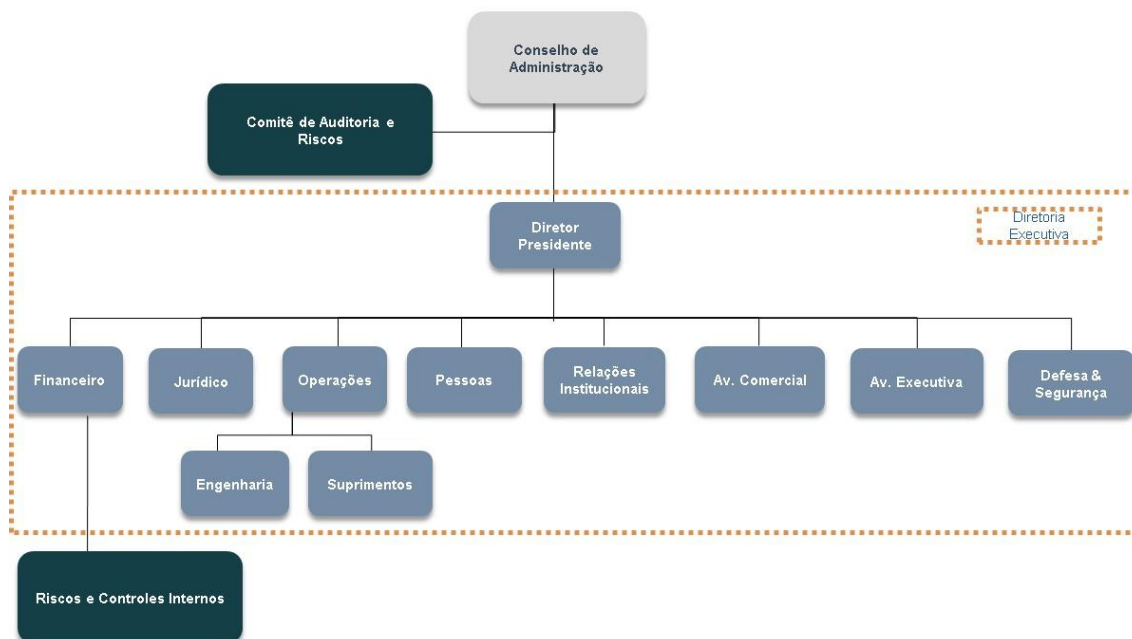 Conselho de
Administração
Comitê de Auditoria e
Riscos
Diretor
Presidente
Diretoria
Executiva
Financeiro
Jurídico
Operações
Pessoas
Relações
Institucionais
Av. Comercial
Av. Executiva
Defesa &
Segurança
Engenharia
Suprimentos
Riscos e Controles Internos